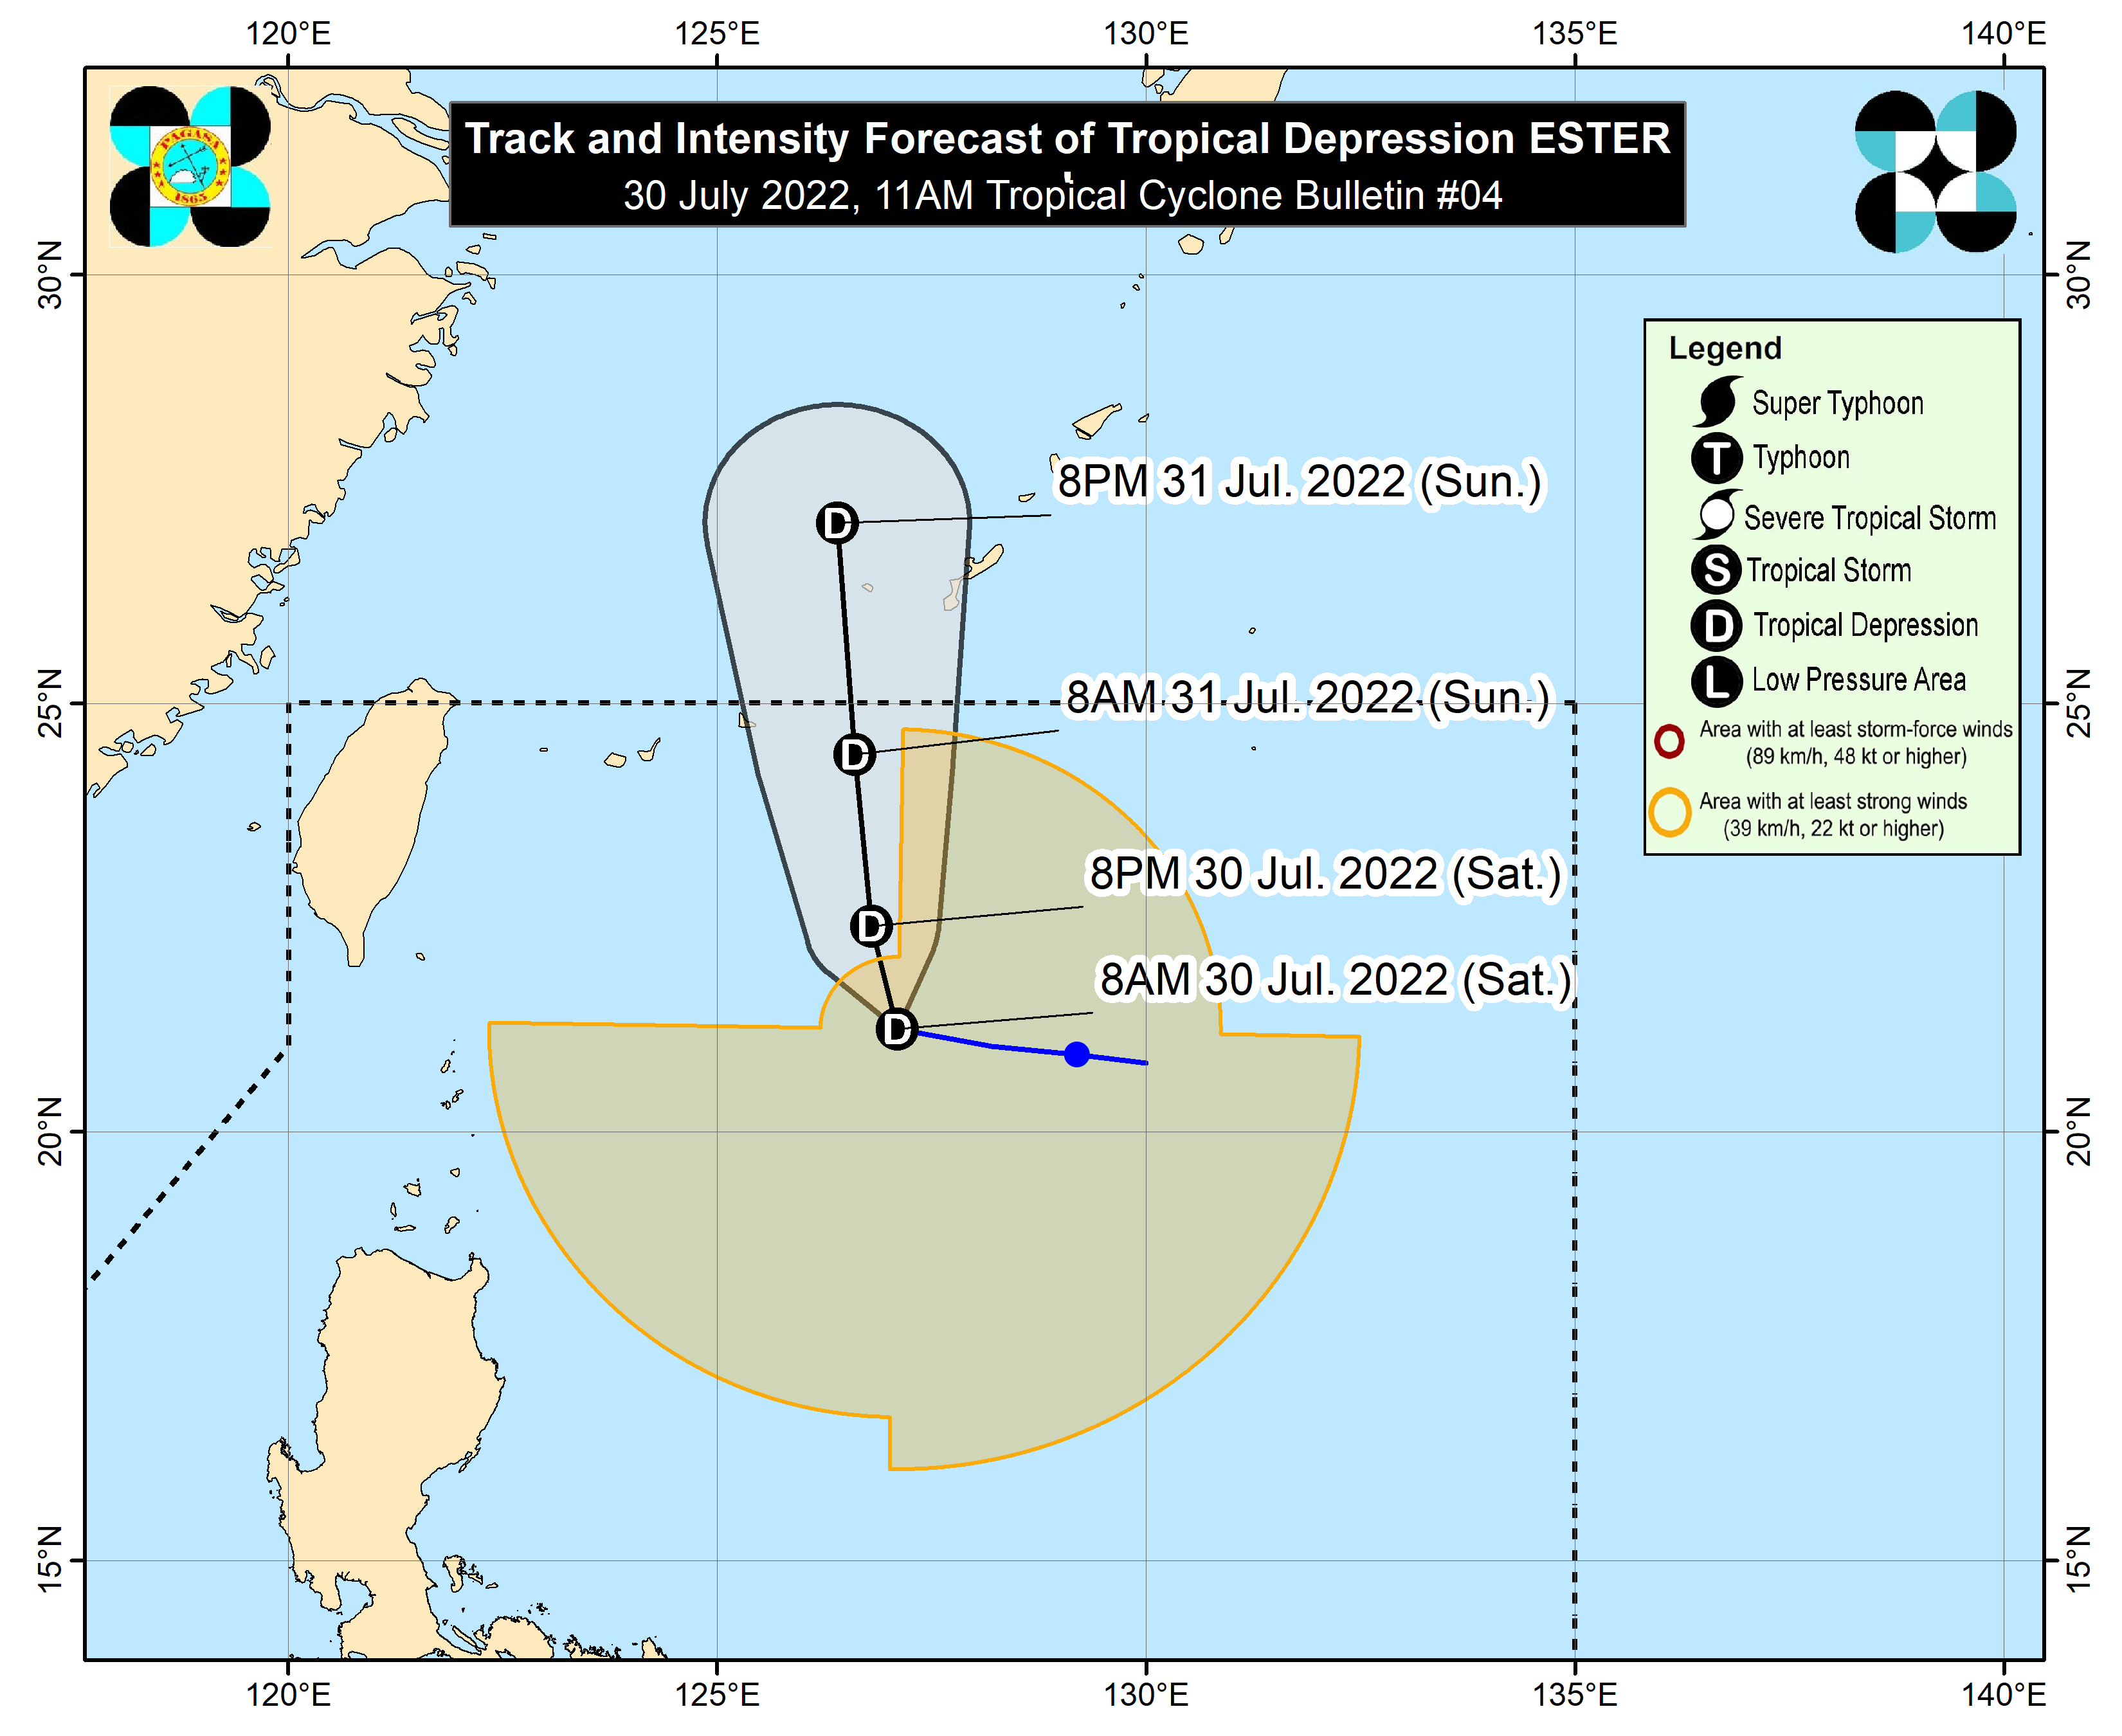 120°E 125°E 130°E 135°E 140°E
PAGASA
1865
Track and Intensity Forecast of Tropical Depression ESTER
30 July 2022, 11AM Tropical Cyclone Bulletin #04
30°N 30°N
Legend
Super Typhoon
T Typhoon
Severe Tropical Storm
S Tropical Storm
D Tropical Depression
L Low Pressure Area
Area with at least storm-force winds
(89 km/h, 48 kt or higher)
Area with at least strong winds
(39 km/h, 22 kt or higher)
8PM 31 Jul. 2022 (Sun.)
D
25°N 25°N
8AM 31 Jul. 2022 (Sun.)
D
8PM 30 Jul. 2022 (Sat.)
D
8AM 30 Jul. 2022 (Sat.)
D
20°N 20°N
15°N 15°N
120°E 125°E 130°E 135°E 140°E